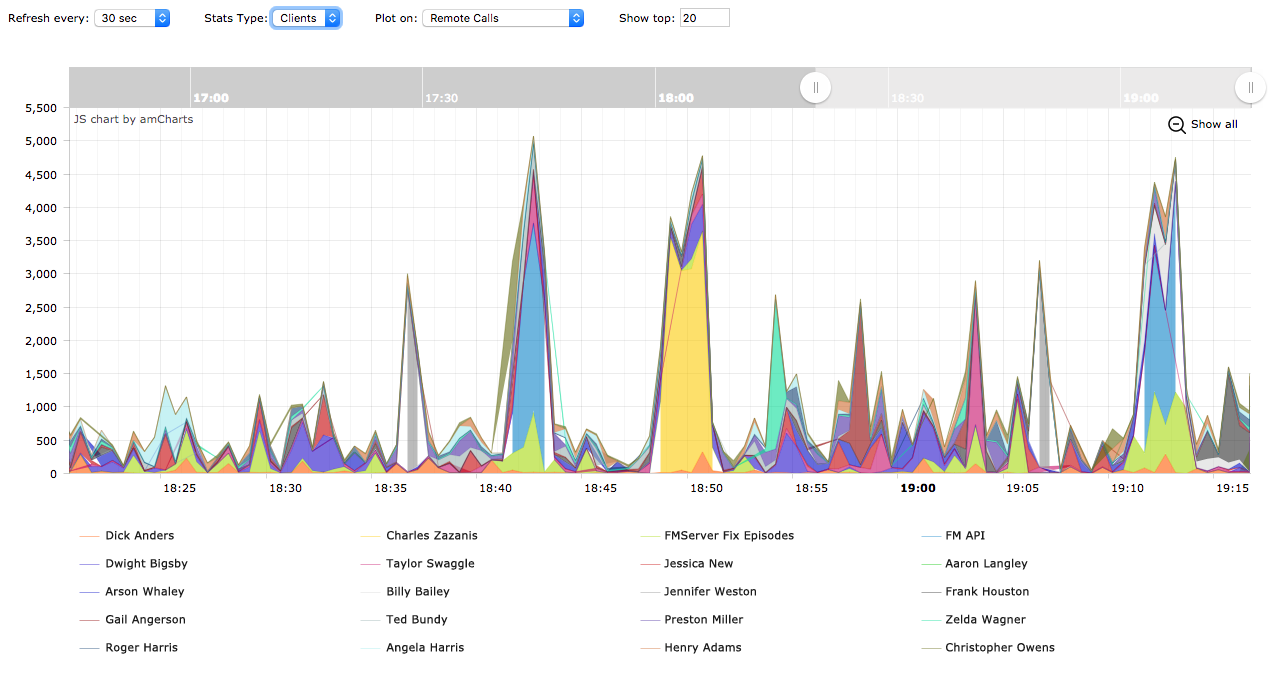 Refresh every: 30 sec Stats Type: Clients Plot on: Remote Calls Show top: 20
17:00 17:30 18:00 18:30 19:00
5,500
JS chart by amCharts
Show all
5,000
4,500
4,000
3,500
3,000
2,500
2,000
1,500
1,000
500
0
18:25 18:30 18:35 18:40 18:45 18:50 18:55 19:00 19:05 19:10 19:15
Dick Anders Charles Zazanis FMServer Fix Episodes FM API
Dwight Bigsby Taylor Swaggle Jessica New Aaron Langley
Arson Whaley Billy Bailey Jennifer Weston Frank Houston
Gail Angerson Ted Bundy Preston Miller Zelda Wagner
Roger Harris Angela Harris Henry Adams Christopher Owens